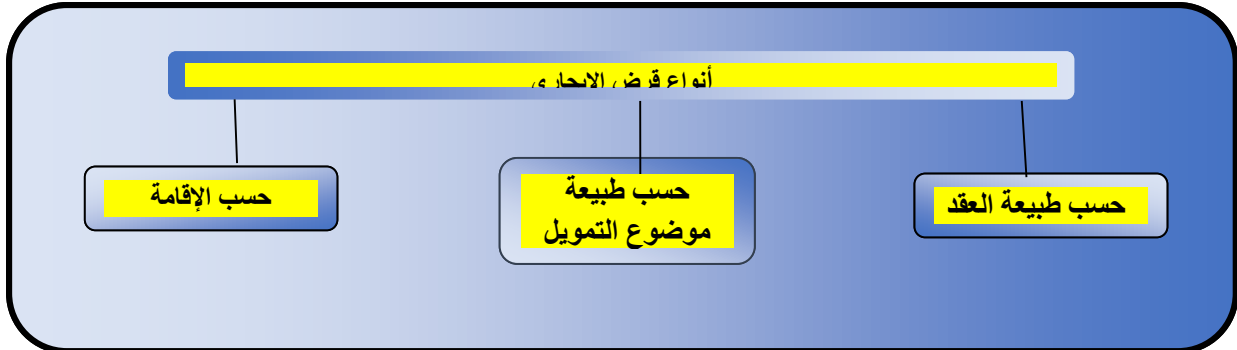 أنواع قرض الإيجاري
حسب طبيعة العقد
حسب طبيعة
موضوع التمويل
حسب الإقامة